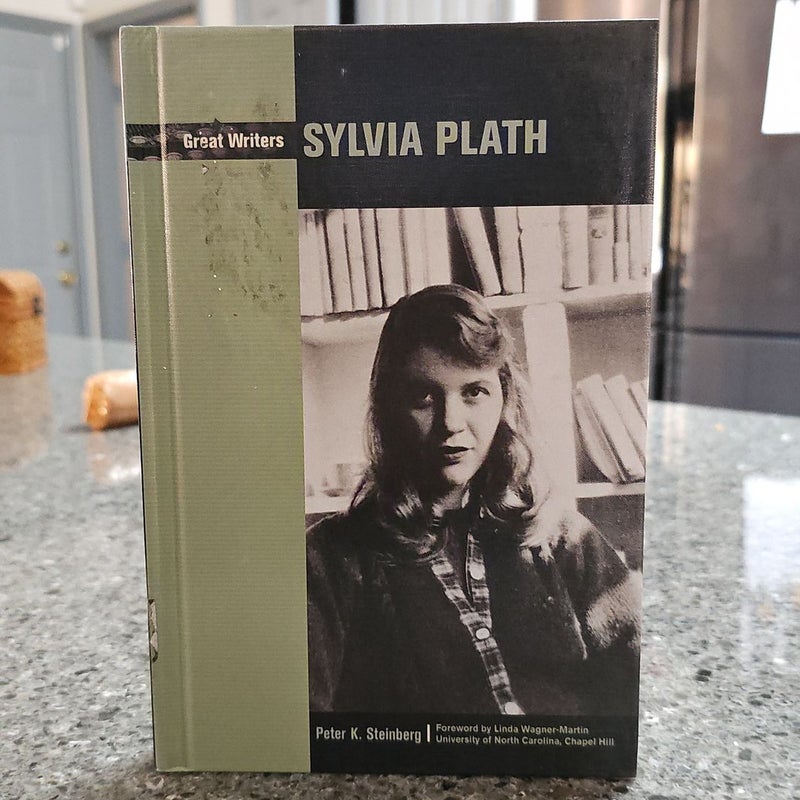 Great Writers
SYLVIA PLATH
Peter K. Steinberg
Foreword by Linda Wagner-Martin
University of North Carolina, Chapel Hill